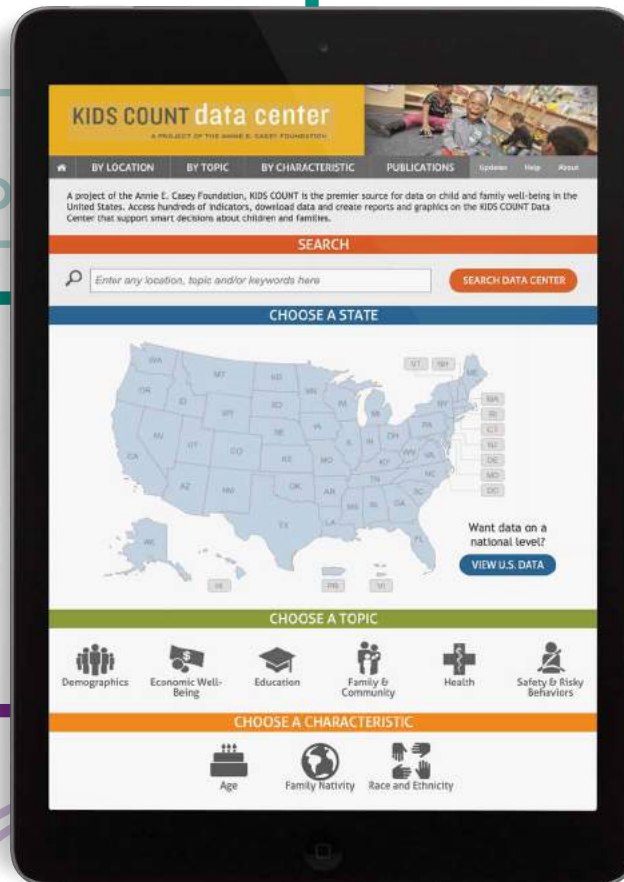 KIDS COUNT data center
A PROJECT OF THE ANNIE E. CASEY FOUNDATION
BY LOCATION BY TOPIC BY CHARACTERISTIC PUBLICATIONS Updates Help About
A project of the Annie E. Casey Foundation, KIDS COUNT is the premier source for data on child and family well-being in the
United States. Access hundreds of indicators, download data and create reports and graphics on the KIDS COUNT Data
Center that support smart decisions about children and families.
SEARCH
Enter any location, topic and/or keywords here
SEARCH DATA CENTER
CHOOSE A STATE
WA MT ND MN VT NH ME
OR ID WY SD WI MI NY MA
RI
NV UT CO NE IA IL IN OH PA CT
NJ
CA KS MO KY WV VA DE
MD
AZ NM OK AR TN NC DC
SC
TX LA MS AL GA
FL
AK HI PR VI
Want data on a
national level?
VIEW U.S. DATA
CHOOSE A TOPIC
Demographics
Economic Well-
Being
Education
Family &
Community
Health
Safety & Risky
Behaviors
CHOOSE A CHARACTERISTIC
Age
Family Nativity
Race and Ethnicity